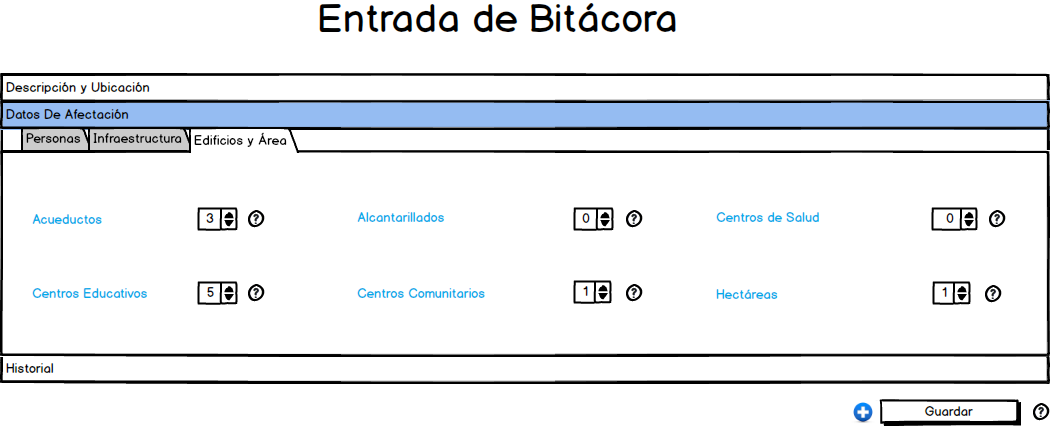 Entrada de Bitácora
Descripción y Ubicación
Datos De Afectación
Personas Infraestructura Edificios y Área
Acueductos 3 ? Alcantarillados 0 ? Centros de Salud 0 ?
Centros Educativos 5 ? Centros Comunitarios 1 ? Hectáreas 1 ?
Historial
Guardar ?